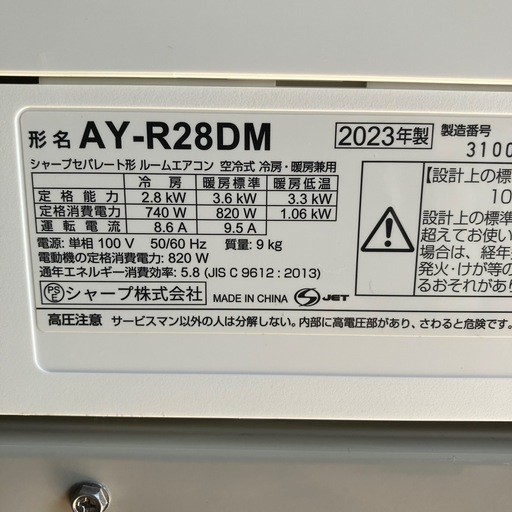 形名 AY-R28DM 2023年製 製造番号
3100
シャープセパレート形 ルームエアコン 空冷式 冷房・暖房兼用
冷房 暖房標準 暖房低温
定格能力 2.8 kW 3.6 kW 3.3 kW
定格消費電力 740 W 820 W 1.06 kW
運転電流 8.6 A 9.5 A
電源: 単相 100 V 50/60 Hz 質量: 9 kg
電動機の定格消費電力: 820 W
通年エネルギー消費効率: 5.8 (JIS C 9612 : 2013)
PSE シャープ株式会社 MADE IN CHINA S JET
高圧注意 サービスマン以外の人は分解しない。内部に高電圧部があり、さわると危険です。
【設計上の標
10
設計上の標準
超えてお使い
場合は、経年
発火・けが等の
るおそれがあり